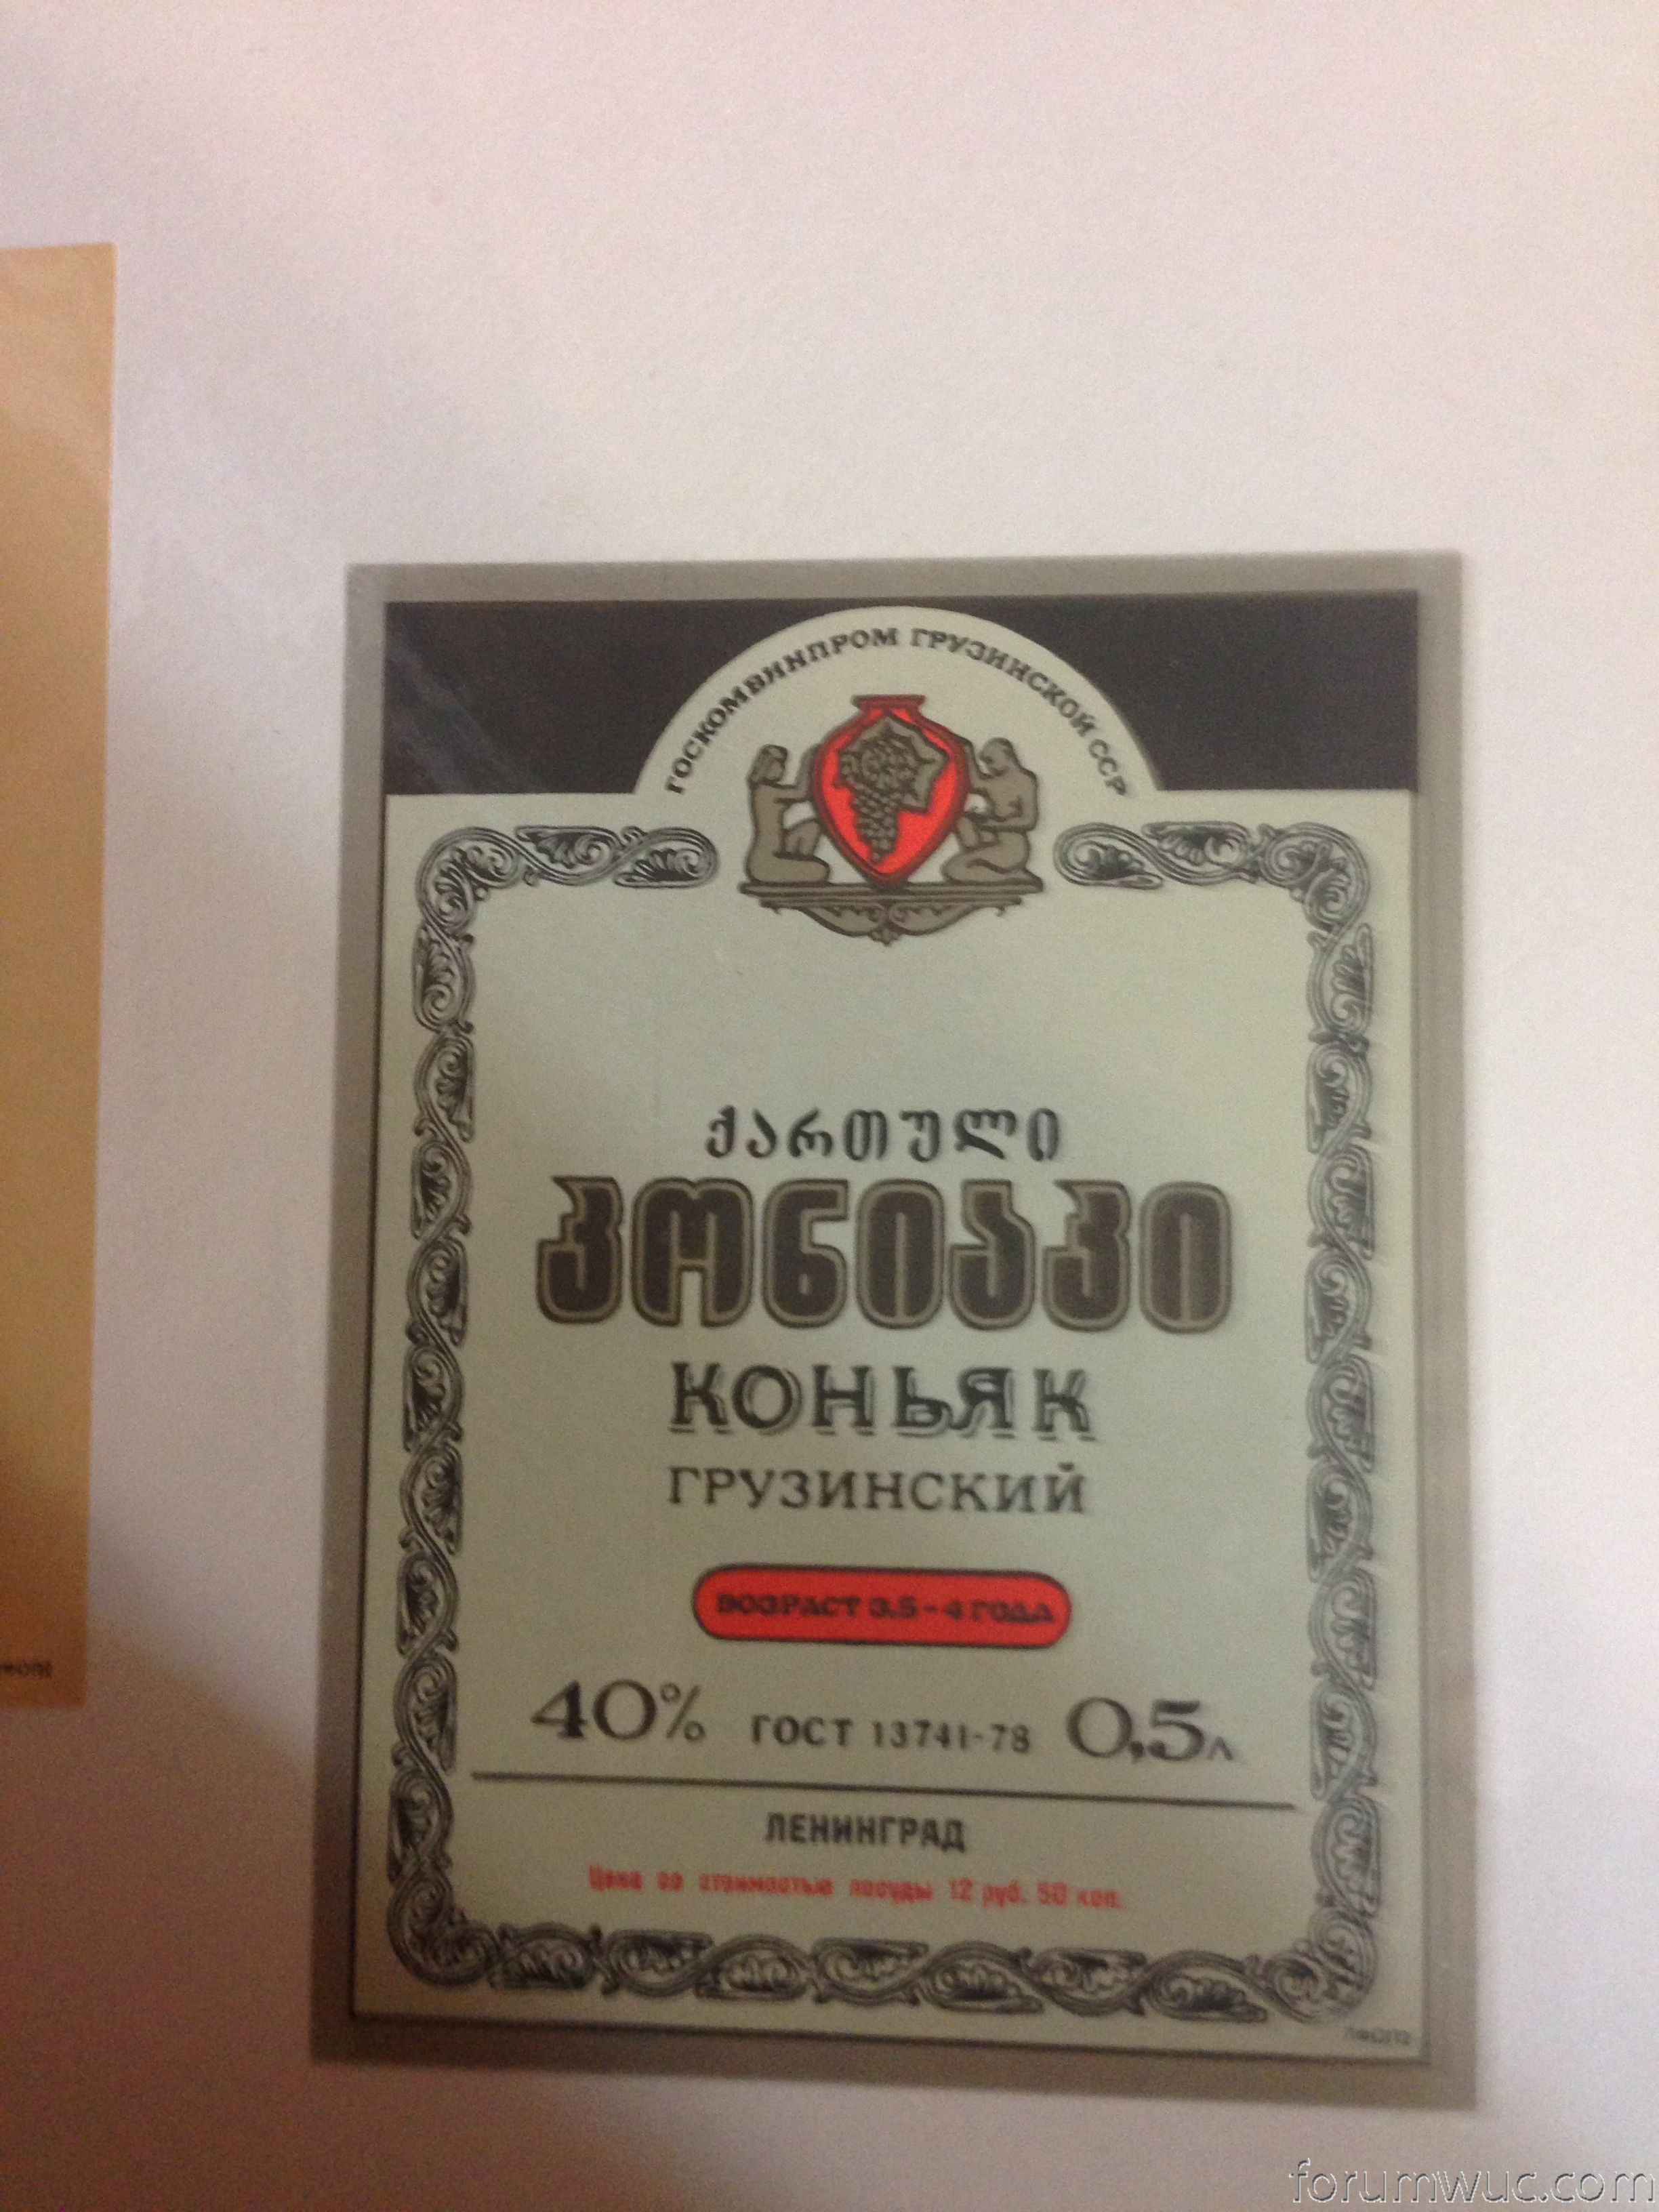 ГОСКОМВИНПРОМ ГРУЗИНСКОЙ ССР
ქართული
კონიაკი
КОНЬЯК
ГРУЗИНСКИЙ
ВОЗРАСТ 3.5-4 ГОДА
40% ГОСТ 13741-78 0,5л
ЛЕНИНГРАД
Цена со стоимостью посуды 12 руб. 50 коп.
forumwuc.com